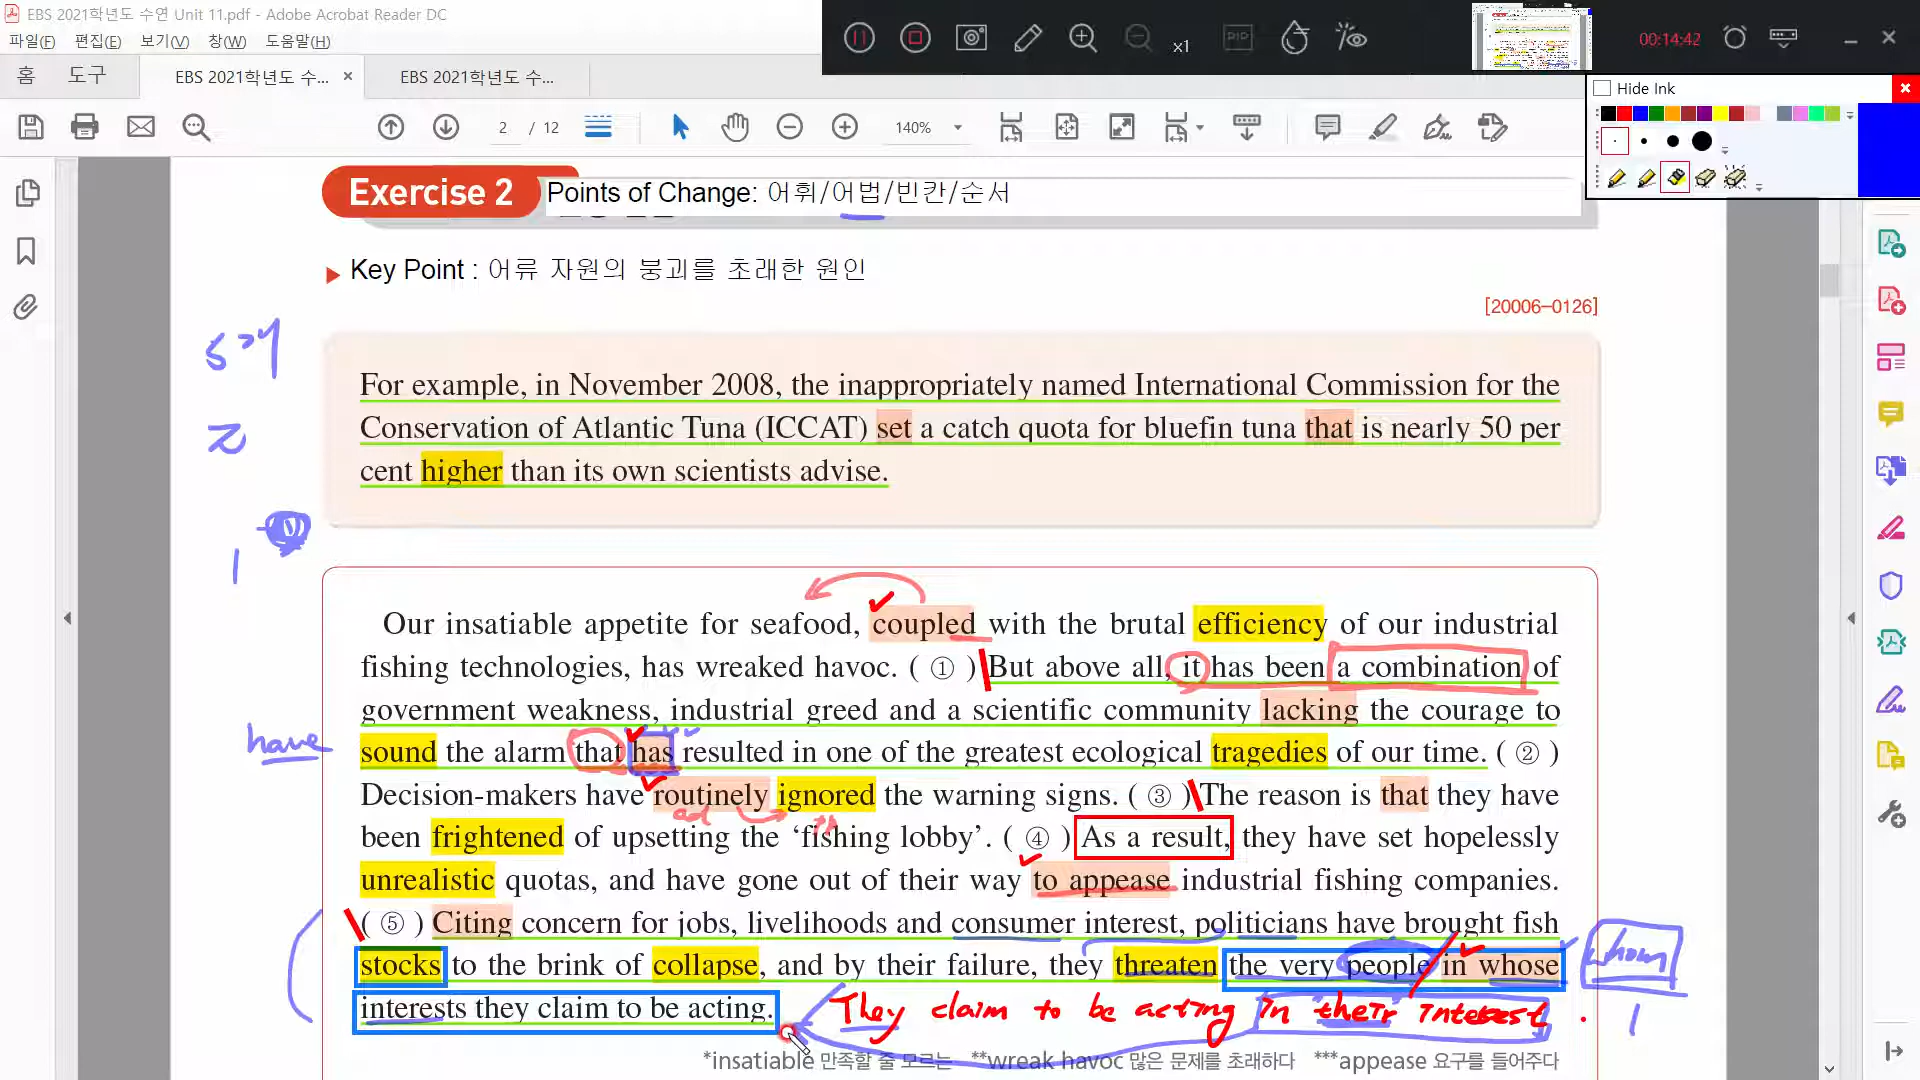 EBS 2021학년도 수연 Unit 11.pdf - Adobe Acrobat Reader DC
파일(F) 편집(E) 보기(V) 창(W) 도움말(H)
x1
PIP
00:14:42
홈 도구 EBS 2021학년도 수... × EBS 2021학년도 수...
Hide Ink
2 / 12 140%
Exercise 2 Points of Change: 어휘/어법/빈칸/순서
Key Point : 어류 자원의 붕괴를 초래한 원인
[20006-0126]
For example, in November 2008, the inappropriately named International Commission for the
Conservation of Atlantic Tuna (ICCAT) set a catch quota for bluefin tuna that is nearly 50 per
cent higher than its own scientists advise.
Our insatiable appetite for seafood, coupled with the brutal efficiency of our industrial
fishing technologies, has wreaked havoc. ( ① ) But above all, it has been a combination of
government weakness, industrial greed and a scientific community lacking the courage to
have
sound the alarm that has resulted in one of the greatest ecological tragedies of our time. ( ② )
Decision-makers have routinely ignored the warning signs. ( ③ ) The reason is that they have
ad
been frightened of upsetting the ‘fishing lobby’. ( ④ ) As a result, they have set hopelessly
unrealistic quotas, and have gone out of their way to appease industrial fishing companies.
( ⑤ ) Citing concern for jobs, livelihoods and consumer interest, politicians have brought fish
stocks to the brink of collapse, and by their failure, they threaten the very people in whose
whom
interests they claim to be acting. They claim to be acting in their interest.
*insatiable 만족할 줄 모르는 **wreak havoc 많은 문제를 초래하다 ***appease 요구를 들어주다